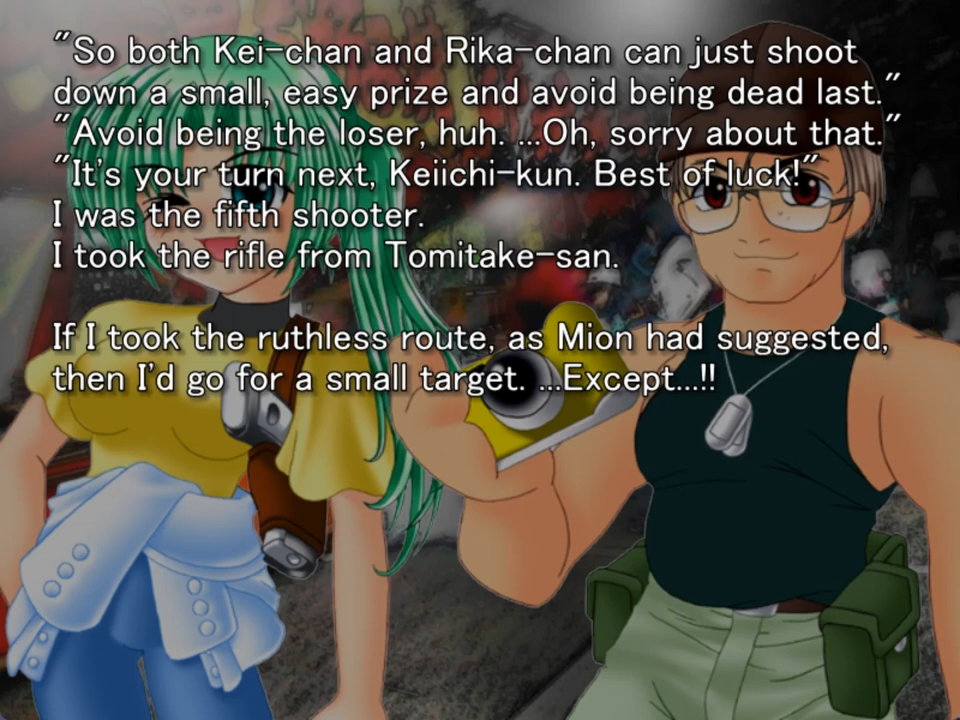 "So both Kei-chan and Rika-chan can just shoot
down a small, easy prize and avoid being dead last."
"Avoid being the loser, huh. ...Oh, sorry about that."
"It's your turn next, Keiichi-kun. Best of luck!"
I was the fifth shooter.
I took the rifle from Tomitake-san.
If I took the ruthless route, as Mion had suggested,
then I'd go for a small target. ...Except...!!